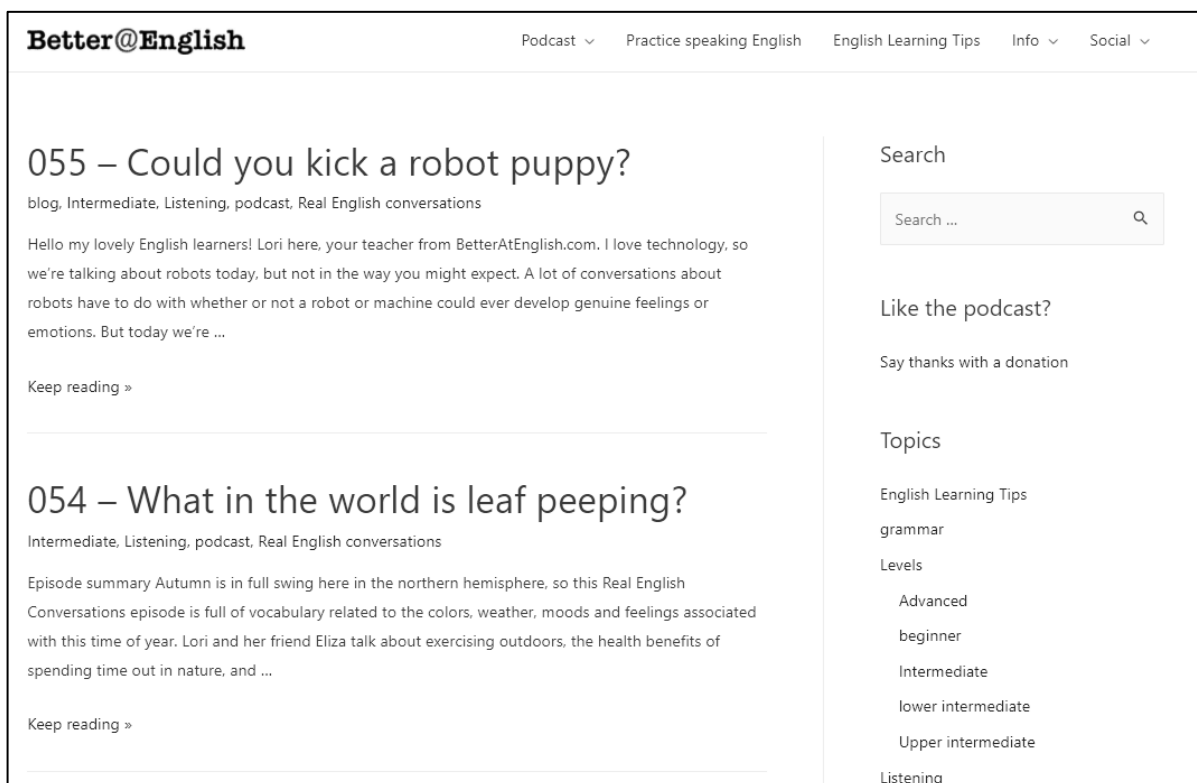 Better@English
Podcast
Practice speaking English
English Learning Tips
Info
Social
055 – Could you kick a robot puppy?
blog, Intermediate, Listening, podcast, Real English conversations
Hello my lovely English learners! Lori here, your teacher from BetterAtEnglish.com. I love technology, so
we're talking about robots today, but not in the way you might expect. A lot of conversations about
robots have to do with whether or not a robot or machine could ever develop genuine feelings or
emotions. But today we're ...
Keep reading »
054 – What in the world is leaf peeping?
Intermediate, Listening, podcast, Real English conversations
Episode summary Autumn is in full swing here in the northern hemisphere, so this Real English
Conversations episode is full of vocabulary related to the colors, weather, moods and feelings associated
with this time of year. Lori and her friend Eliza talk about exercising outdoors, the health benefits of
spending time out in nature, and ...
Keep reading »
Search
Search ...
Like the podcast?
Say thanks with a donation
Topics
English Learning Tips
grammar
Levels
Advanced
beginner
Intermediate
lower intermediate
Upper intermediate
Listening